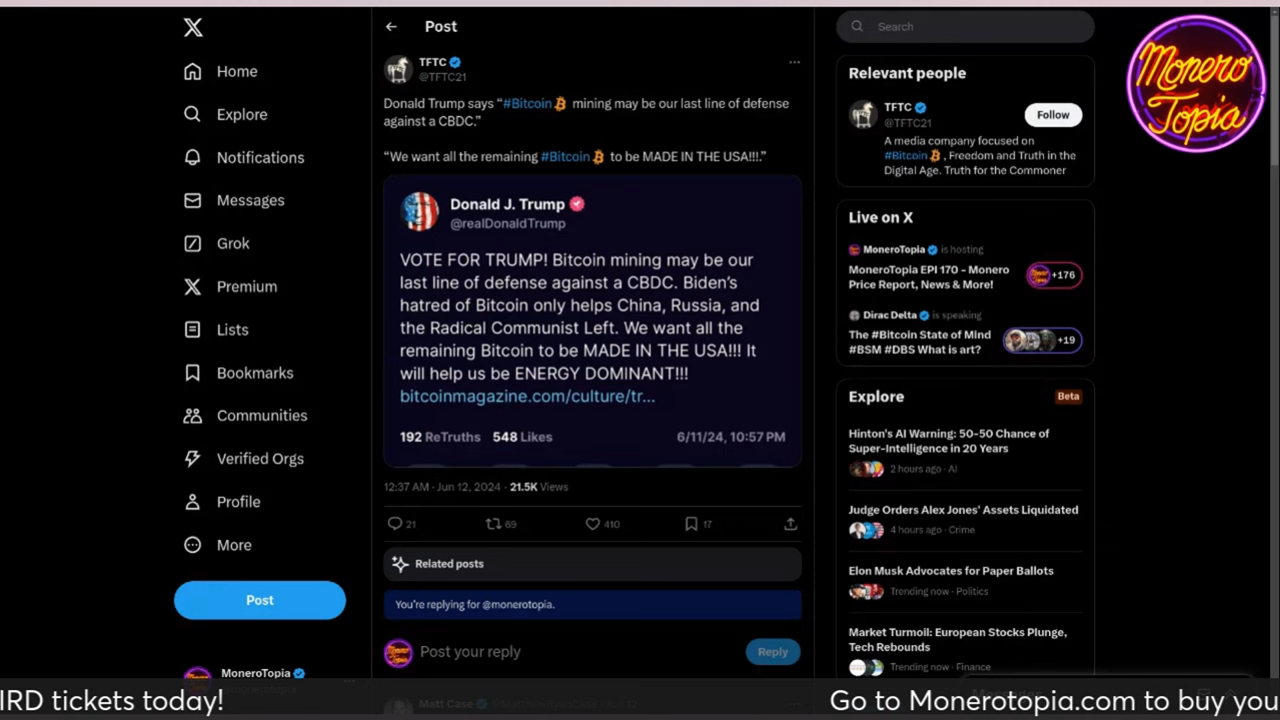 Home
Explore
Notifications
Messages
Grok
Premium
Lists
Bookmarks
Communities
Verified Orgs
Profile
More
Post
MoneroTopia
Post
TFTC
@TFTC21
Donald Trump says “#Bitcoin mining may be our last line of defense
against a CBDC.”
“We want all the remaining #Bitcoin to be MADE IN THE USA!!!.”
Donald J. Trump
@realDonaldTrump
VOTE FOR TRUMP! Bitcoin mining may be our
last line of defense against a CBDC. Biden’s
hatred of Bitcoin only helps China, Russia, and
the Radical Communist Left. We want all the
remaining Bitcoin to be MADE IN THE USA!!! It
will help us be ENERGY DOMINANT!!!
bitcoinmagazine.com/culture/tr...
192 ReTruths 548 Likes 6/11/24, 10:57 PM
12:37 AM · Jun 12, 2024 · 21.5K Views
21 69 410 17
Related posts
You’re replying for @monerotopia.
Post your reply
Reply
Matt Case
Search
Relevant people
TFTC
@TFTC21
Follow
A media company focused on
#Bitcoin , Freedom and Truth in the
Digital Age. Truth for the Commoner
Live on X
MoneroTopia is hosting
MoneroTopia EPI 170 - Monero
Price Report, News & More!
+176
Dirac Delta is speaking
The #Bitcoin State of Mind
#BSM #DBS What is art?
+19
Explore
Beta
Hinton's AI Warning: 50-50 Chance of
Super-Intelligence in 20 Years
2 hours ago · AI
Judge Orders Alex Jones' Assets Liquidated
4 hours ago · Crime
Elon Musk Advocates for Paper Ballots
Trending now · Politics
Market Turmoil: European Stocks Plunge,
Tech Rebounds
Trending now · Finance
Monero
Topia
IRD tickets today!
Go to Monerotopia.com to buy you